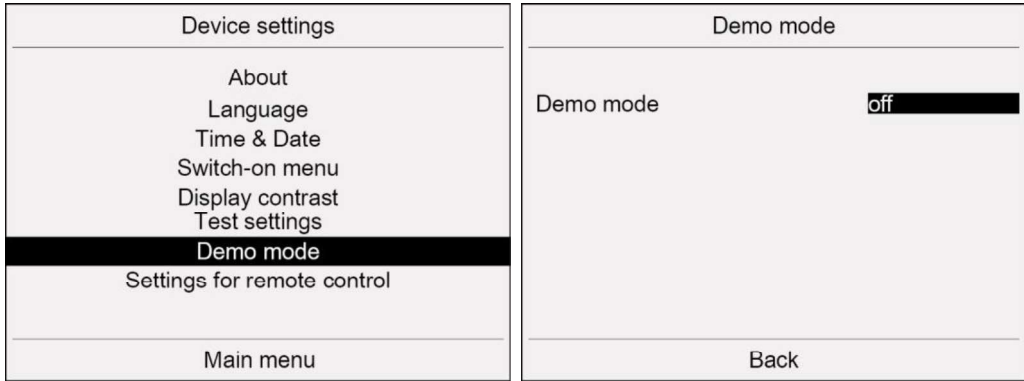 Device settings
About
Language
Time & Date
Switch-on menu
Display contrast
Test settings
Demo mode
Settings for remote control
Main menu
Demo mode
Demo mode off
Back